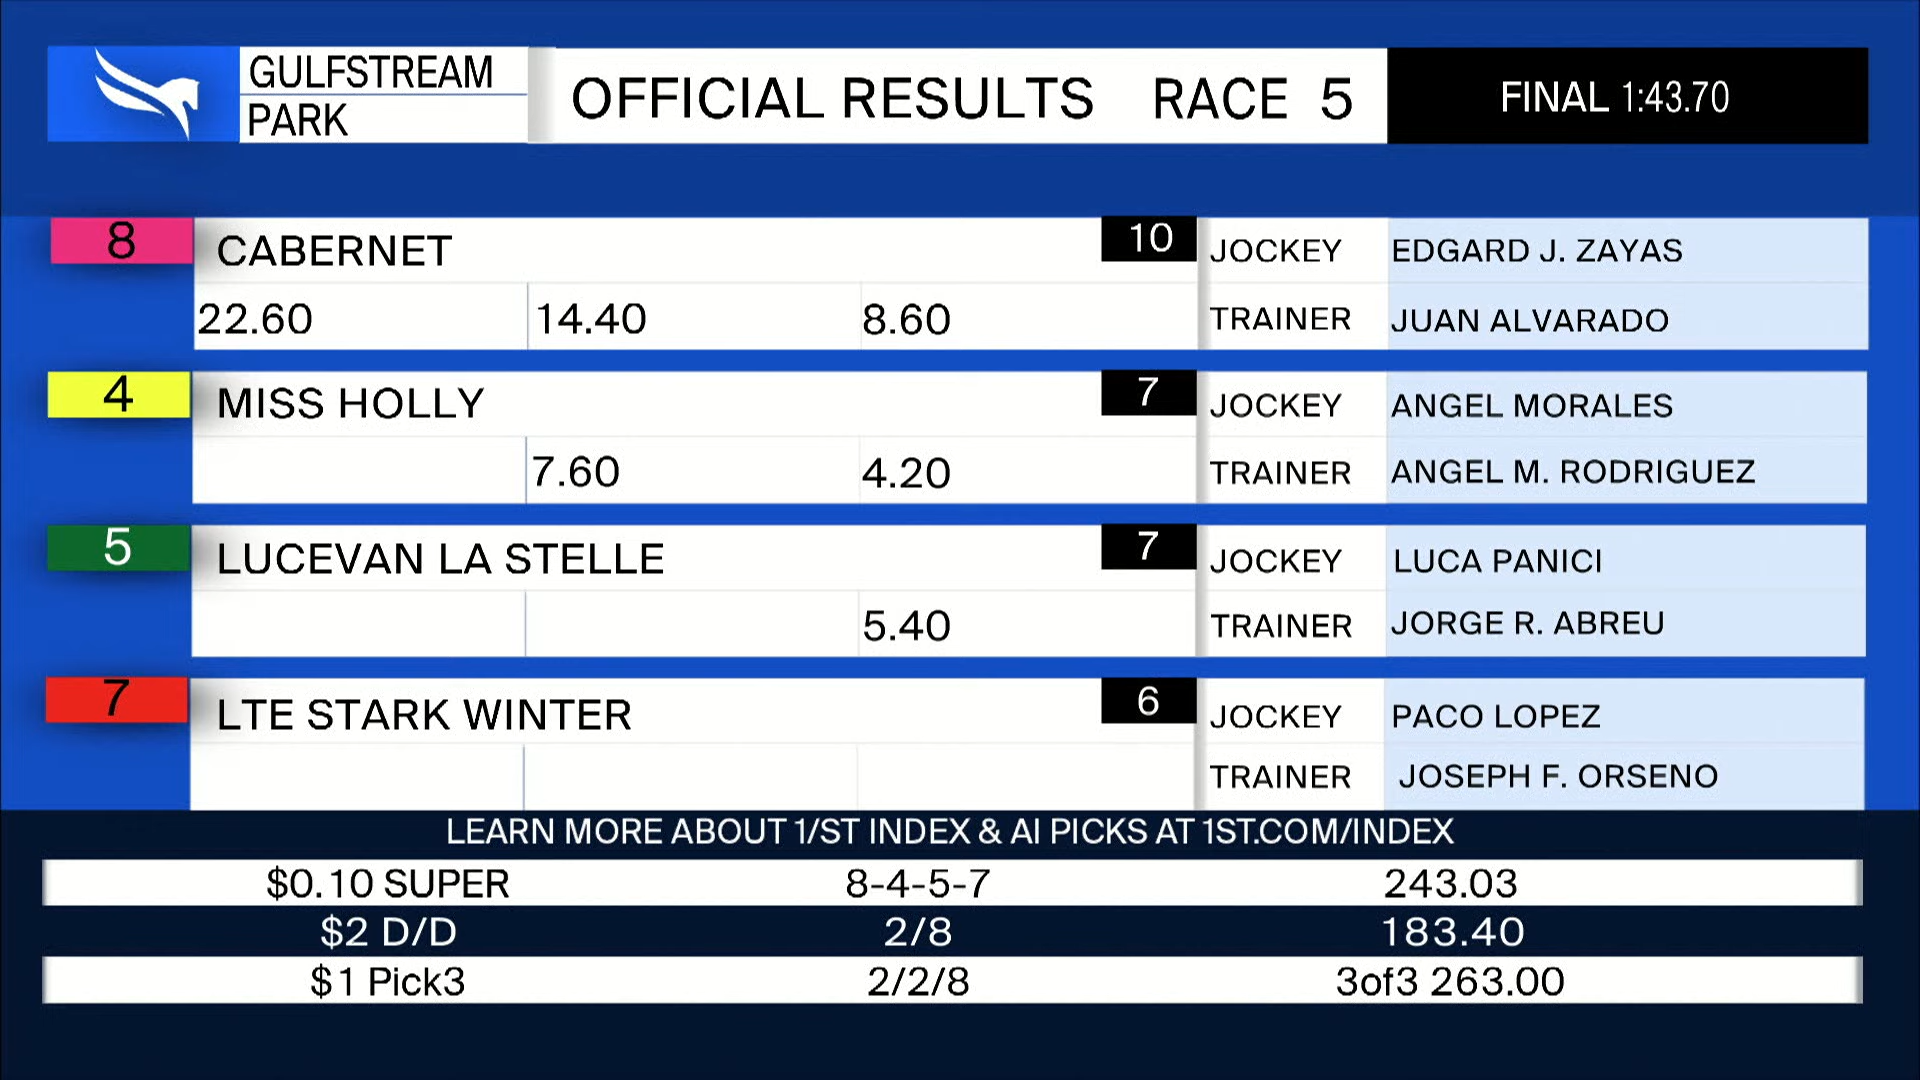 GULFSTREAM
PARK
OFFICIAL RESULTS RACE 5
FINAL 1:43.70
8 CABERNET 10 JOCKEY EDGARD J. ZAYAS
22.60 14.40 8.60 TRAINER JUAN ALVARADO
4 MISS HOLLY 7 JOCKEY ANGEL MORALES
7.60 4.20 TRAINER ANGEL M. RODRIGUEZ
5 LUCEVAN LA STELLE 7 JOCKEY LUCA PANICI
5.40 TRAINER JORGE R. ABREU
7 LTE STARK WINTER 6 JOCKEY PACO LOPEZ
TRAINER JOSEPH F. ORSENO
LEARN MORE ABOUT 1/ST INDEX & AI PICKS AT 1ST.COM/INDEX
$0.10 SUPER 8-4-5-7 243.03
$2 D/D 2/8 183.40
$1 Pick3 2/2/8 3of3 263.00